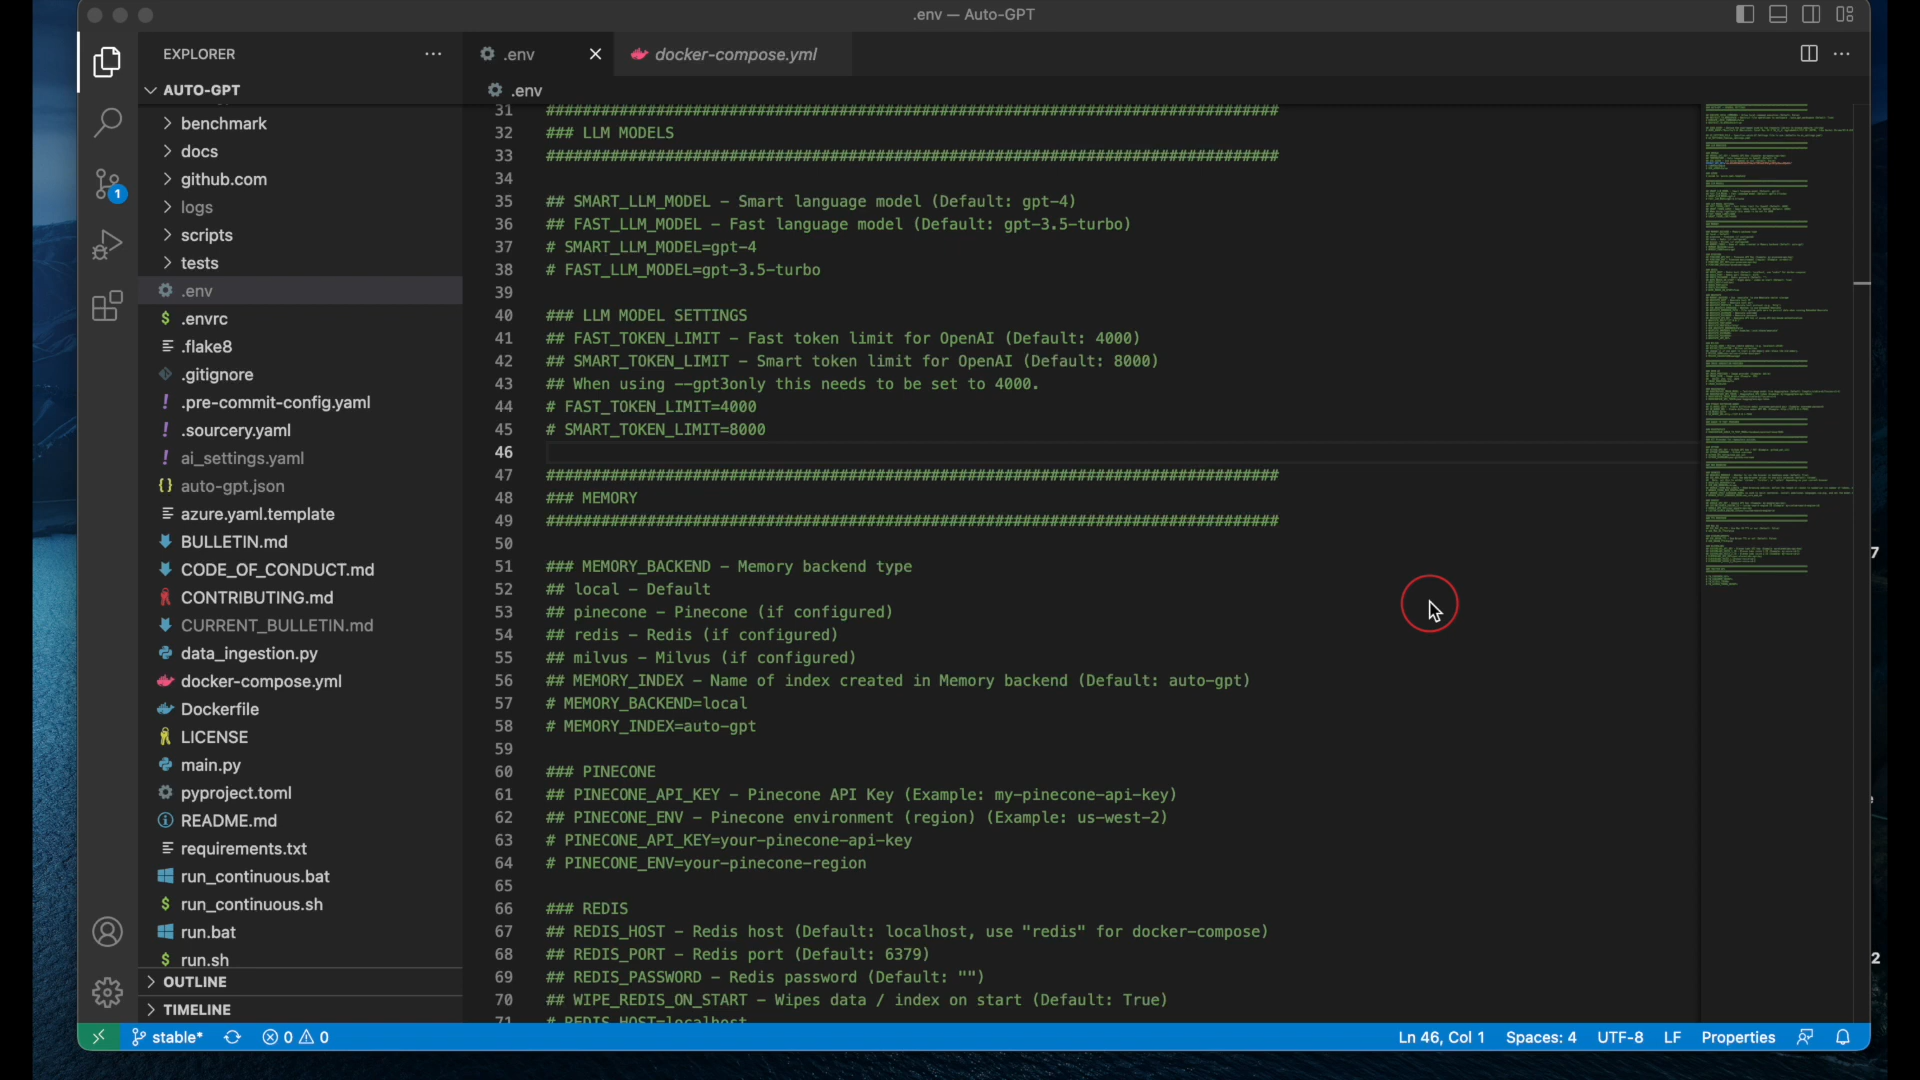 .env — Auto-GPT
EXPLORER
AUTO-GPT
benchmark
docs
github.com
logs
scripts
tests
.env
.envrc
.flake8
.gitignore
.pre-commit-config.yaml
.sourcery.yaml
ai_settings.yaml
auto-gpt.json
azure.yaml.template
BULLETIN.md
CODE_OF_CONDUCT.md
CONTRIBUTING.md
CURRENT_BULLETIN.md
data_ingestion.py
docker-compose.yml
Dockerfile
LICENSE
main.py
pyproject.toml
README.md
requirements.txt
run_continuous.bat
run_continuous.sh
run.bat
run.sh
OUTLINE
TIMELINE
1
.env
docker-compose.yml
.env
31 ################################################################################
32 ### LLM MODELS
33 ################################################################################
34
35 ## SMART_LLM_MODEL – Smart language model (Default: gpt-4)
36 ## FAST_LLM_MODEL – Fast language model (Default: gpt-3.5-turbo)
37 # SMART_LLM_MODEL=gpt-4
38 # FAST_LLM_MODEL=gpt-3.5-turbo
39
40 ### LLM MODEL SETTINGS
41 ## FAST_TOKEN_LIMIT – Fast token limit for OpenAI (Default: 4000)
42 ## SMART_TOKEN_LIMIT – Smart token limit for OpenAI (Default: 8000)
43 ## When using --gpt3only this needs to be set to 4000.
44 # FAST_TOKEN_LIMIT=4000
45 # SMART_TOKEN_LIMIT=8000
46
47 ################################################################################
48 ### MEMORY
49 ################################################################################
50
51 ### MEMORY_BACKEND – Memory backend type
52 ## local – Default
53 ## pinecone – Pinecone (if configured)
54 ## redis – Redis (if configured)
55 ## milvus – Milvus (if configured)
56 ## MEMORY_INDEX – Name of index created in Memory backend (Default: auto-gpt)
57 # MEMORY_BACKEND=local
58 # MEMORY_INDEX=auto-gpt
59
60 ### PINECONE
61 ## PINECONE_API_KEY – Pinecone API Key (Example: my-pinecone-api-key)
62 ## PINECONE_ENV – Pinecone environment (region) (Example: us-west-2)
63 # PINECONE_API_KEY=your-pinecone-api-key
64 # PINECONE_ENV=your-pinecone-region
65
66 ### REDIS
67 ## REDIS_HOST – Redis host (Default: localhost, use "redis" for docker-compose)
68 ## REDIS_PORT – Redis port (Default: 6379)
69 ## REDIS_PASSWORD – Redis password (Default: "")
70 ## WIPE_REDIS_ON_START – Wipes data / index on start (Default: True)
71 # REDIS_HOST=localhost
7
2
stable* 0 0
Ln 46, Col 1 Spaces: 4 UTF-8 LF Properties